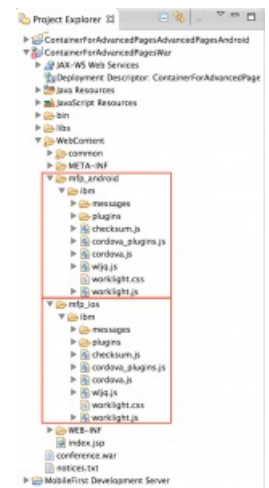 Project Explorer
ContainerForAdvancedPagesAdvancedPagesAndroid
ContainerForAdvancedPagesWar
JAX-WS Web Services
Deployment Descriptor: ContainerForAdvancedPage
Java Resources
JavaScript Resources
bin
libs
WebContent
common
META-INF
mfp_android
ibm
messages
plugins
checksum.js
cordova_plugins.js
cordova.js
wljq.js
worklight.css
worklight.js
mfp_ios
ibm
messages
plugins
checksum.js
cordova_plugins.js
cordova.js
wljq.js
worklight.css
worklight.js
WEB-INF
index.jsp
conference.war
notices.txt
MobileFirst Development Server